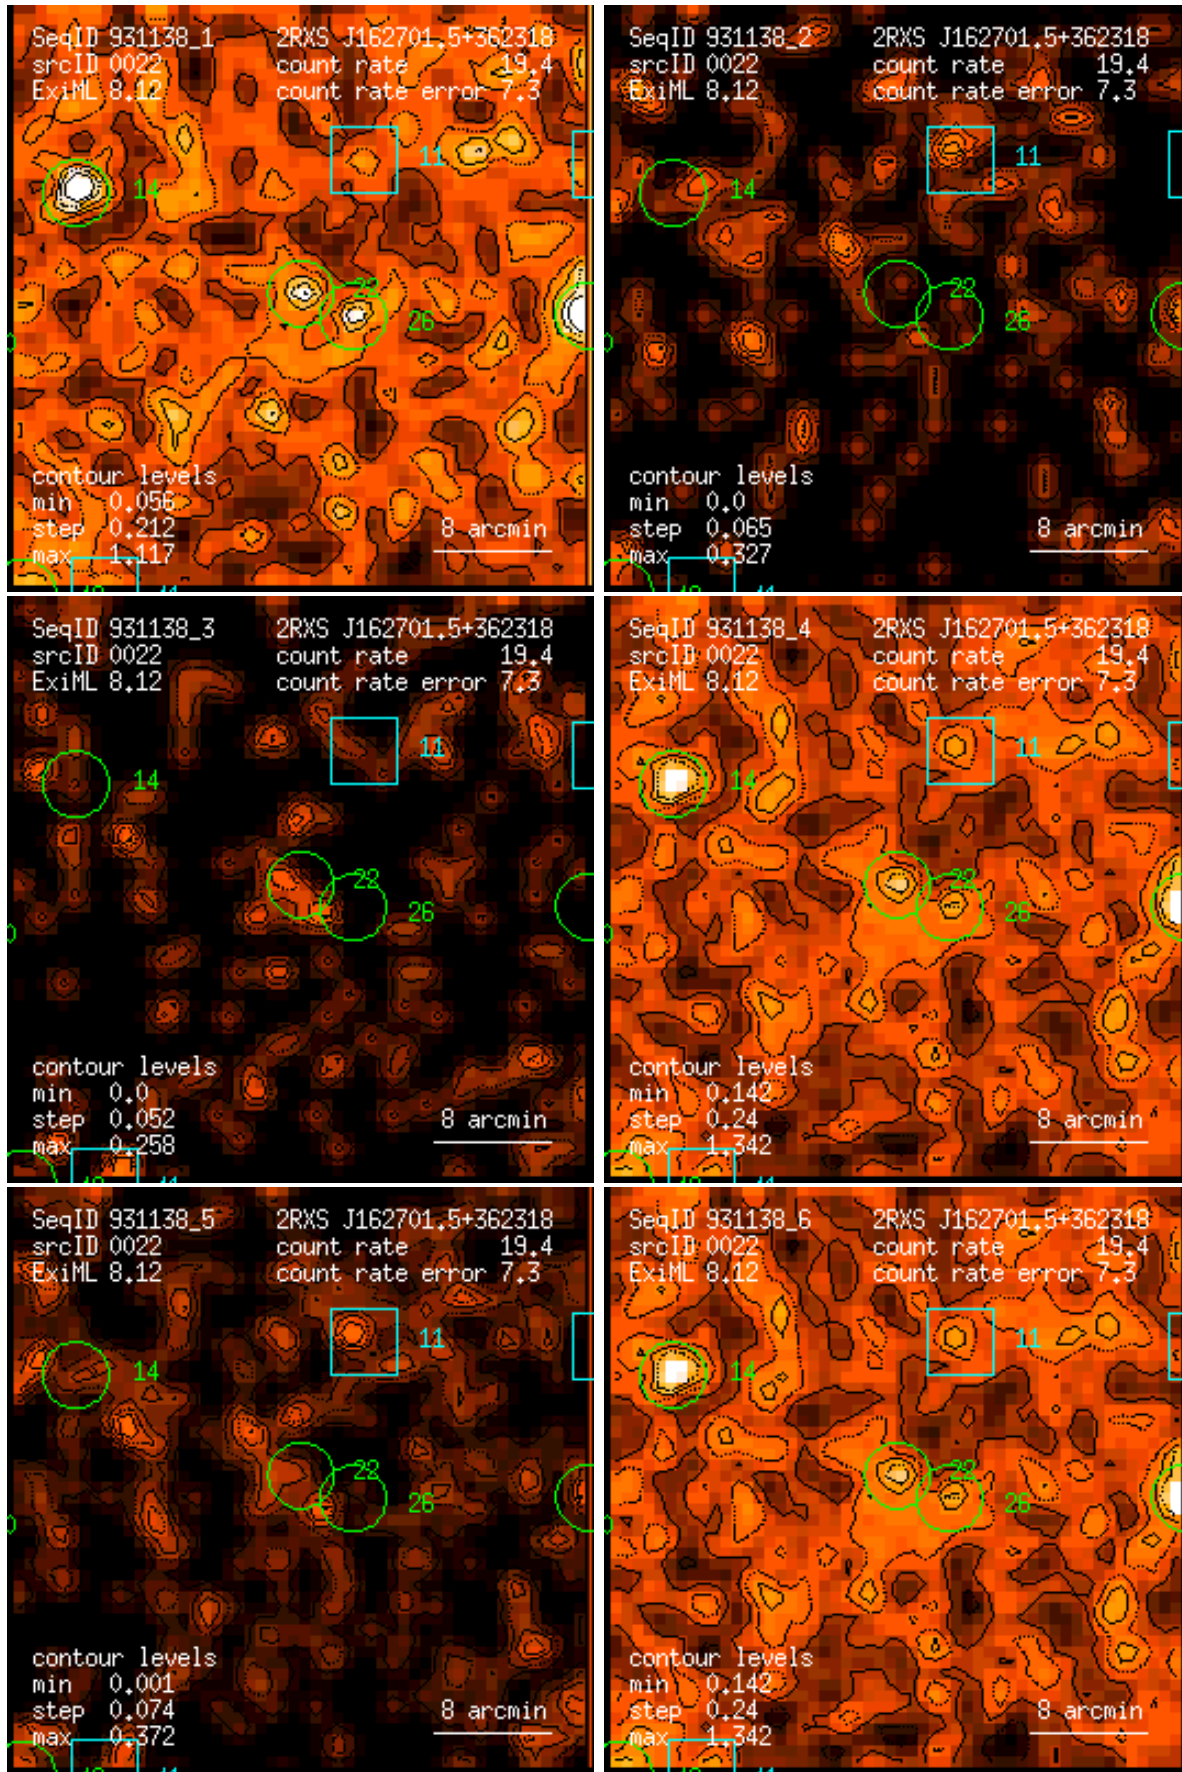 SeqID 931138_1 2RXS J162701.5+362318
srcID 0022 count rate 19.4
ExiML 8.12 count rate error 7.3
11
14
22
26
contour levels
min 0.056
step 0.212
max 1.117
8 arcmin
11
SeqID 931138_2 2RXS J162701.5+362318
srcID 0022 count rate 19.4
ExiML 8.12 count rate error 7.3
11
14
22
26
contour levels
min 0.0
step 0.065
max 0.327
8 arcmin
11
SeqID 931138_3 2RXS J162701.5+362318
srcID 0022 count rate 19.4
ExiML 8.12 count rate error 7.3
11
14
22
26
contour levels
min 0.0
step 0.052
max 0.258
8 arcmin
11
SeqID 931138_4 2RXS J162701.5+362318
srcID 0022 count rate 19.4
ExiML 8.12 count rate error 7.3
11
14
22
26
contour levels
min 0.142
step 0.24
max 1.342
8 arcmin
11
SeqID 931138_5 2RXS J162701.5+362318
srcID 0022 count rate 19.4
ExiML 8.12 count rate error 7.3
11
14
22
26
contour levels
min 0.001
step 0.074
max 0.372
8 arcmin
11
SeqID 931138_6 2RXS J162701.5+362318
srcID 0022 count rate 19.4
ExiML 8.12 count rate error 7.3
11
14
22
26
contour levels
min 0.142
step 0.24
max 1.342
8 arcmin
11